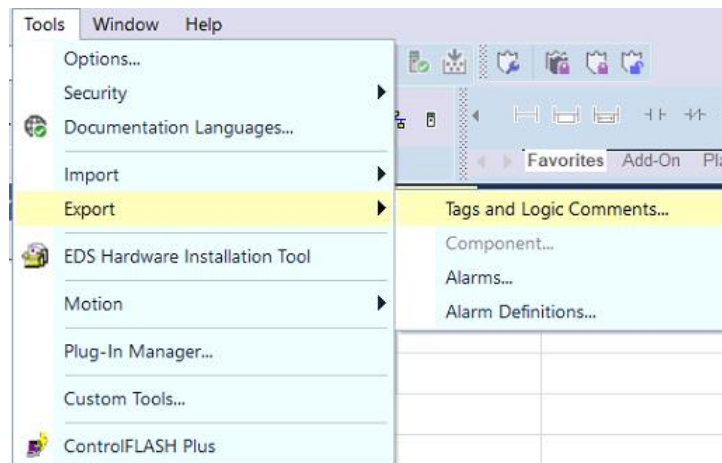 Tools Window Help
Options...
Security
Documentation Languages...
Favorites Add-On
Import
Export
Tags and Logic Comments...
Component...
EDS Hardware Installation Tool
Alarms...
Motion
Alarm Definitions...
Plug-In Manager...
Custom Tools...
ControlFLASH Plus